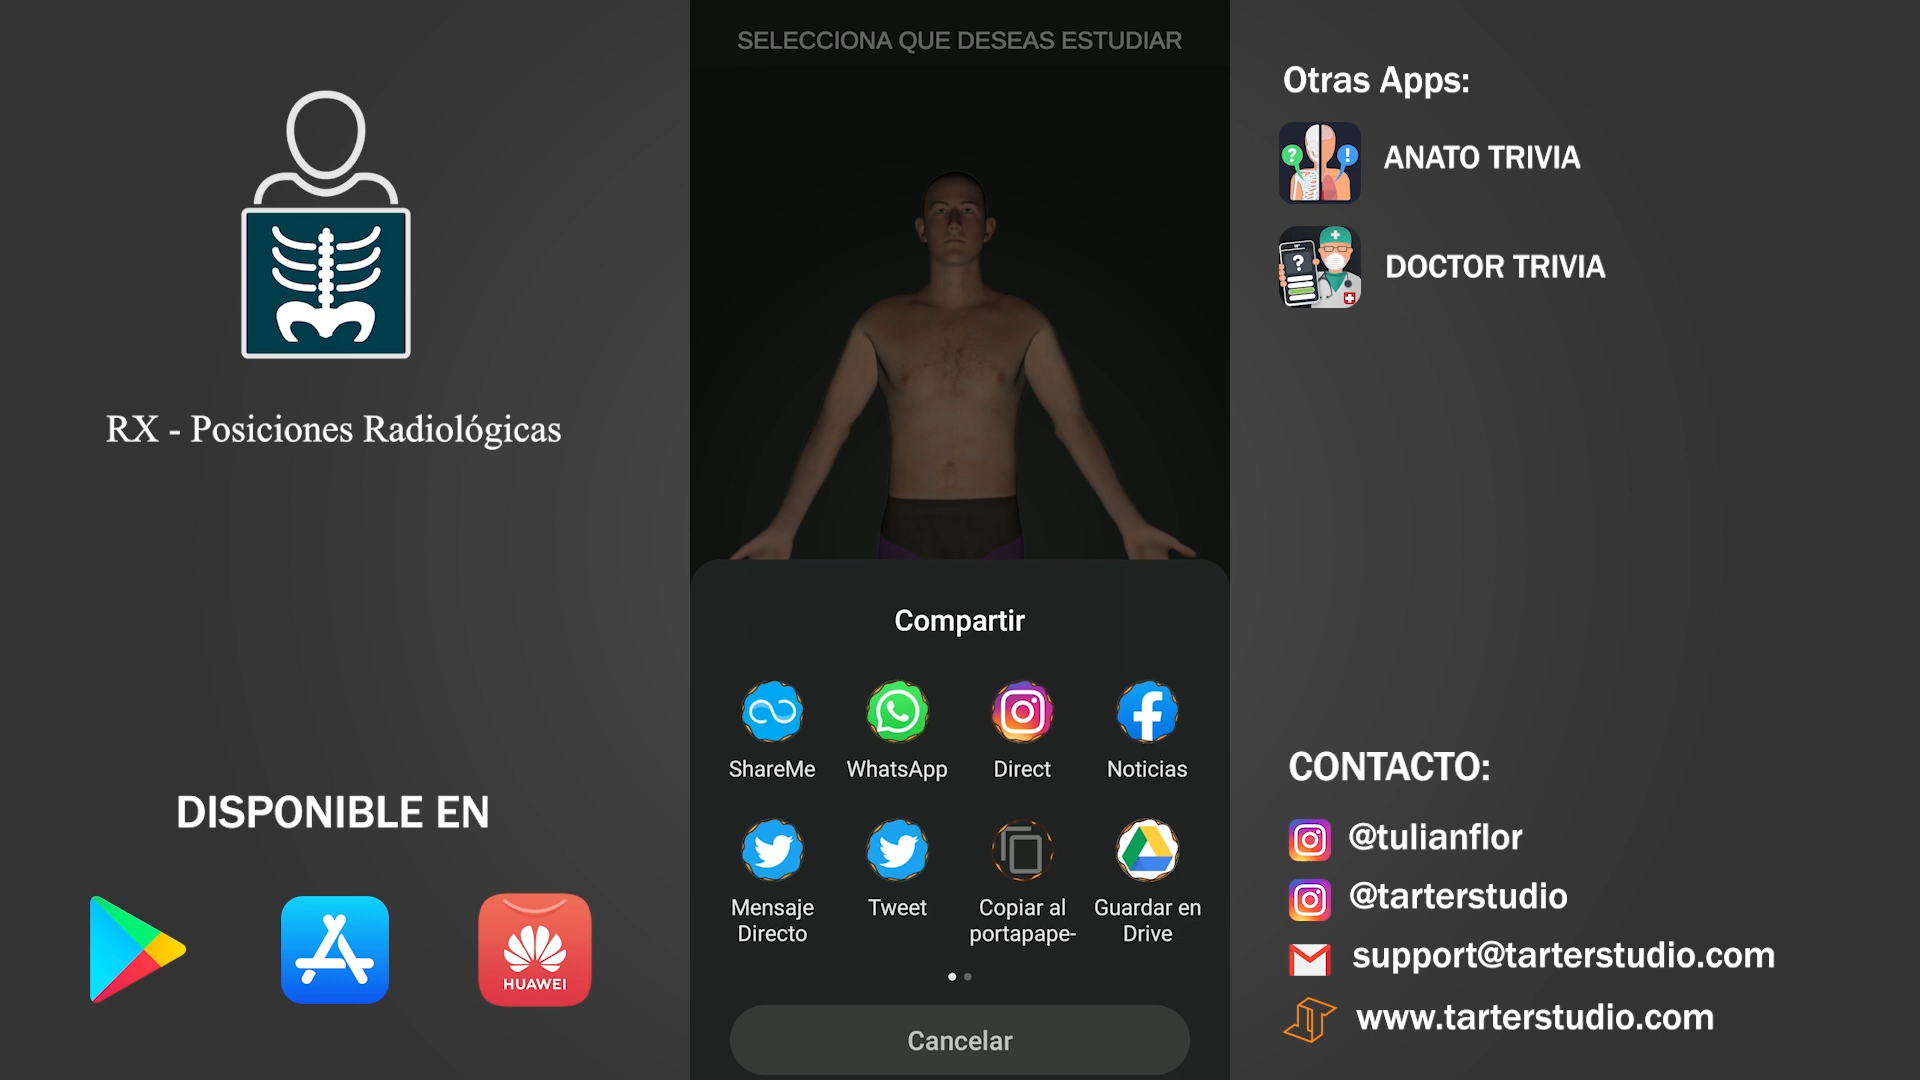 RX - Posiciones Radiológicas
DISPONIBLE EN
HUAWEI
SELECCIONA QUE DESEAS ESTUDIAR
Compartir
ShareMe
WhatsApp
Direct
Noticias
Mensaje
Directo
Tweet
Copiar al
portapape-
Guardar en
Drive
Cancelar
Otras Apps:
ANATO TRIVIA
DOCTOR TRIVIA
CONTACTO:
@tulianflor
@tarterstudio
support@tarterstudio.com
www.tarterstudio.com